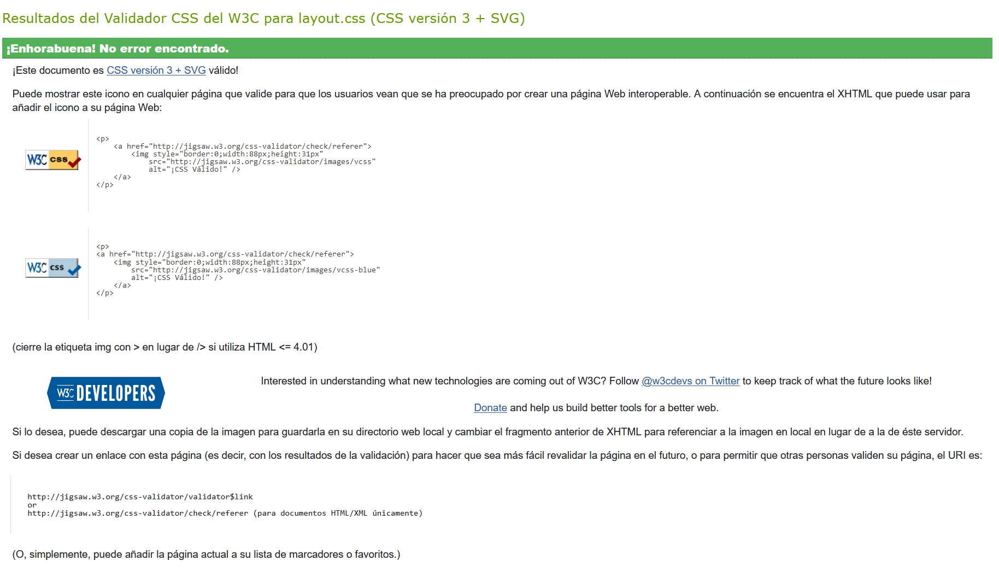 Resultados del Validador CSS del W3C para layout.css (CSS versión 3 + SVG)
¡Enhorabuena! No error encontrado.
¡Este documento es CSS versión 3 + SVG válido!
Puede mostrar este icono en cualquier página que valide para que los usuarios vean que se ha preocupado por crear una página Web interoperable. A continuación se encuentra el XHTML que puede usar para
añadir el icono a su página Web:
W3C css
<p>
    <a href="http://jigsaw.w3.org/css-validator/check/referer">
        <img style="border:0;width:88px;height:31px"
            src="http://jigsaw.w3.org/css-validator/images/vcss"
            alt="¡CSS Válido!" />
    </a>
</p>
W3C css
<p>
<a href="http://jigsaw.w3.org/css-validator/check/referer">
    <img style="border:0;width:88px;height:31px"
        src="http://jigsaw.w3.org/css-validator/images/vcss-blue"
        alt="¡CSS Válido!" />
    </a>
</p>
(cierre la etiqueta img con > en lugar de /> si utiliza HTML <= 4.01)
W3C DEVELOPERS
Interested in understanding what new technologies are coming out of W3C? Follow @w3cdevs on Twitter to keep track of what the future looks like!
Donate and help us build better tools for a better web.
Si lo desea, puede descargar una copia de la imagen para guardarla en su directorio web local y cambiar el fragmento anterior de XHTML para referenciar a la imagen en local en lugar de a la de éste servidor.
Si desea crear un enlace con esta página (es decir, con los resultados de la validación) para hacer que sea más fácil revalidar la página en el futuro, o para permitir que otras personas validen su página, el URI es:
http://jigsaw.w3.org/css-validator/validator$link
or
http://jigsaw.w3.org/css-validator/check/referer (para documentos HTML/XML únicamente)
(O, simplemente, puede añadir la página actual a su lista de marcadores o favoritos.)